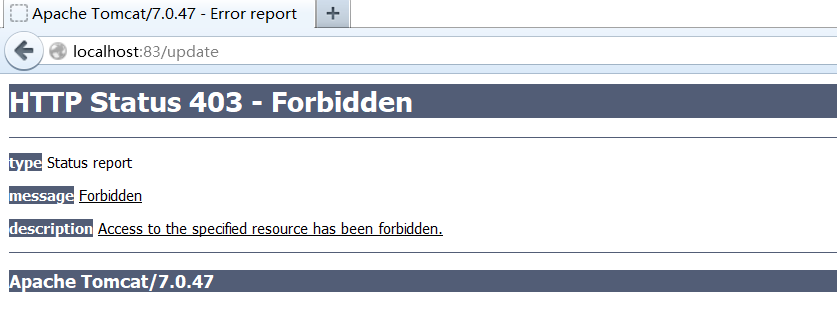 Apache Tomcat/7.0.47 - Error report
localhost:83/update
HTTP Status 403 - Forbidden
type Status report
message Forbidden
description Access to the specified resource has been forbidden.
Apache Tomcat/7.0.47